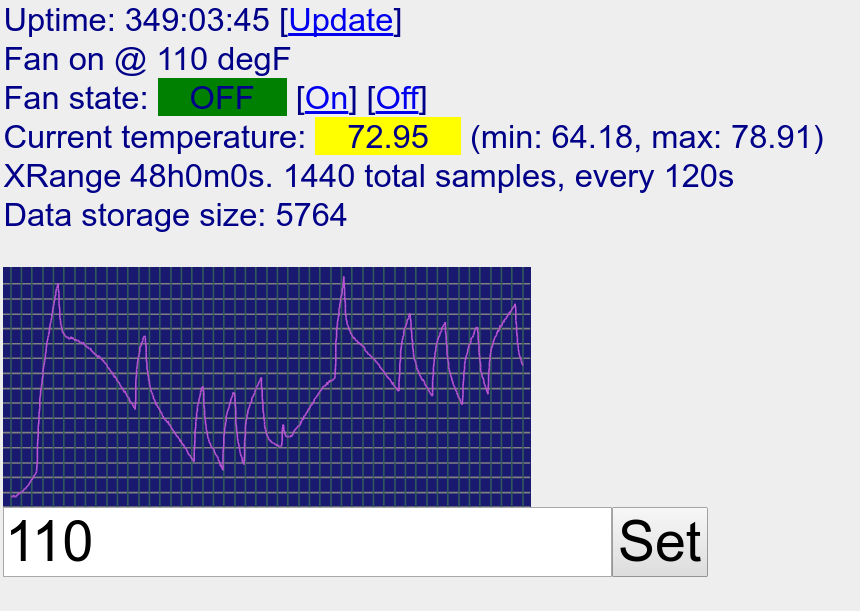 Uptime: 349:03:45 [Update]
Fan on @ 110 degF
Fan state: OFF [On] [Off]
Current temperature: 72.95 (min: 64.18, max: 78.91)
XRange 48h0m0s. 1440 total samples, every 120s
Data storage size: 5764
110 Set